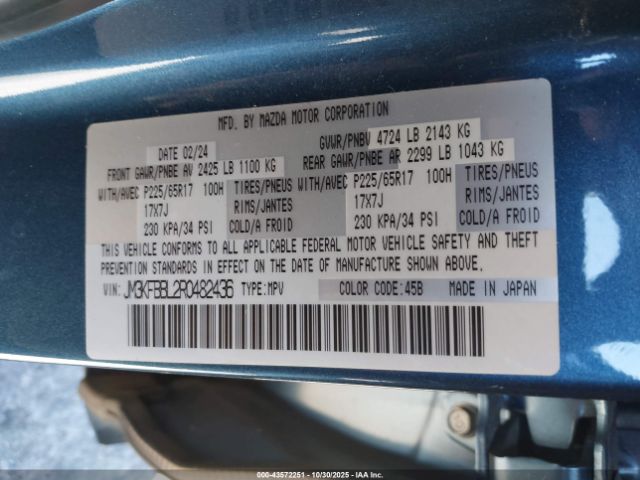 MFD. BY MAZDA MOTOR CORPORATION
DATE 02/24 GVWR/PNBV 4724 LB 2143 KG
FRONT GAWR/PNBE AV 2425 LB 1100 KG REAR GAWR/PNBE AR 2299 LB 1043 KG
WITH/AVEC P225/65R17 100H TIRES/PNEUS WITH/AVEC P225/65R17 100H TIRES/PNEUS
17X7J RIMS/JANTES 17X7J RIMS/JANTES
230 KPA/34 PSI COLD/A FROID 230 KPA/34 PSI COLD/A FROID
THIS VEHICLE CONFORMS TO ALL APPLICABLE FEDERAL MOTOR VEHICLE SAFETY AND THEFT
PREVENTION STANDARDS IN EFFECT ON THE DATE OF MANUFACTURE SHOWN ABOVE.
VIN: JM3KFBBL2R0482436 TYPE:MPV COLOR CODE:45B MADE IN JAPAN
000-43572251 - 10/30/2025 - IAA Inc.